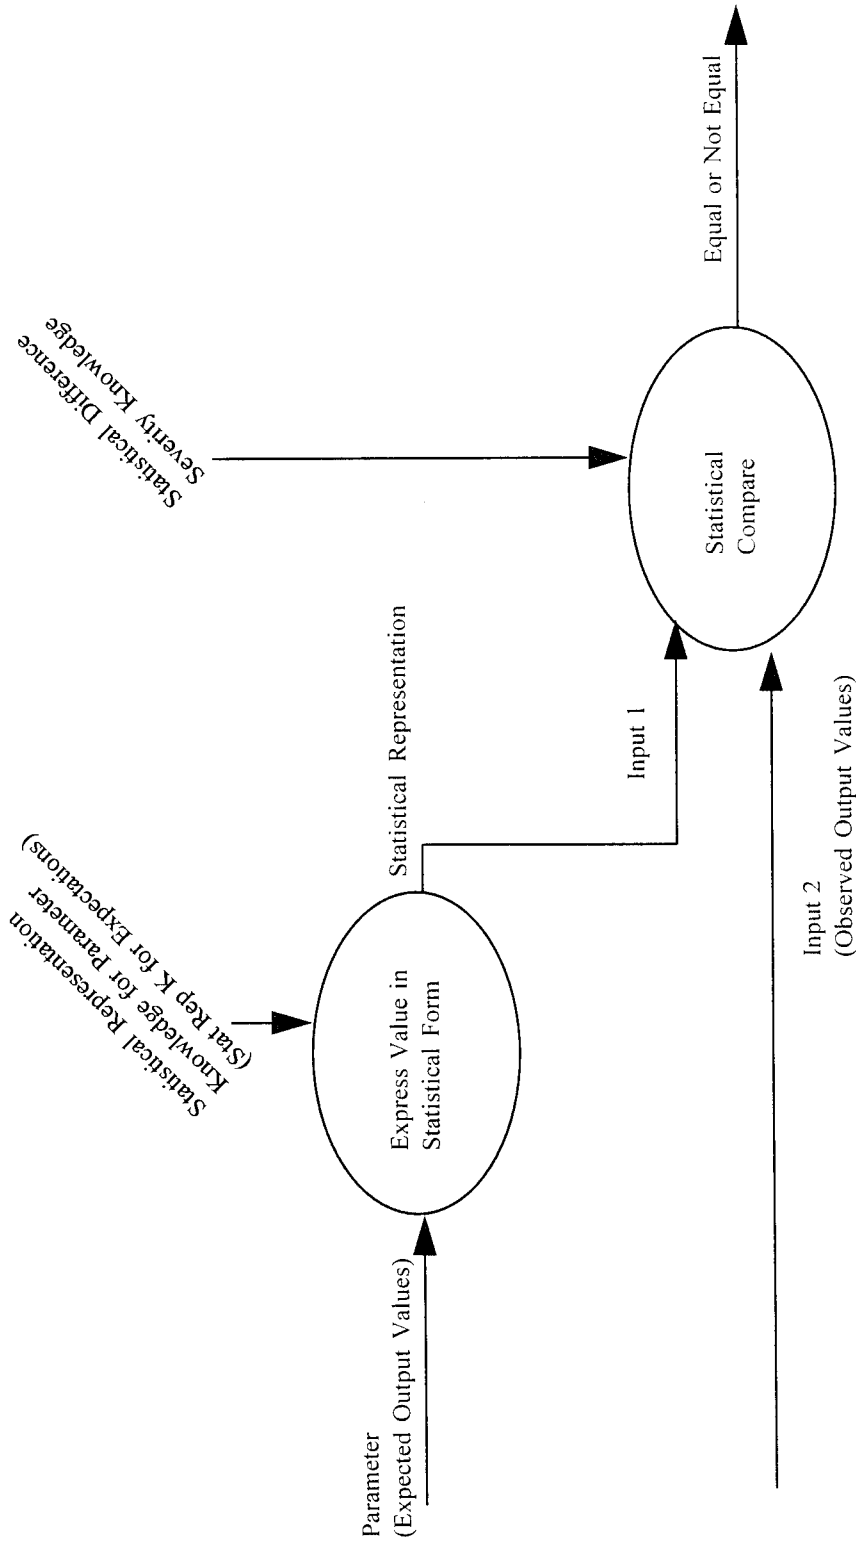 Statistical Representation
Knowledge for Parameter
(Stat Rep K for Expectations)
Statistical Difference
Severity Knowledge
Parameter
(Expected Output Values)
Express Value in
Statistical Form
Statistical Representation
Input 1
Statistical
Compare
Equal or Not Equal
Input 2
(Observed Output Values)